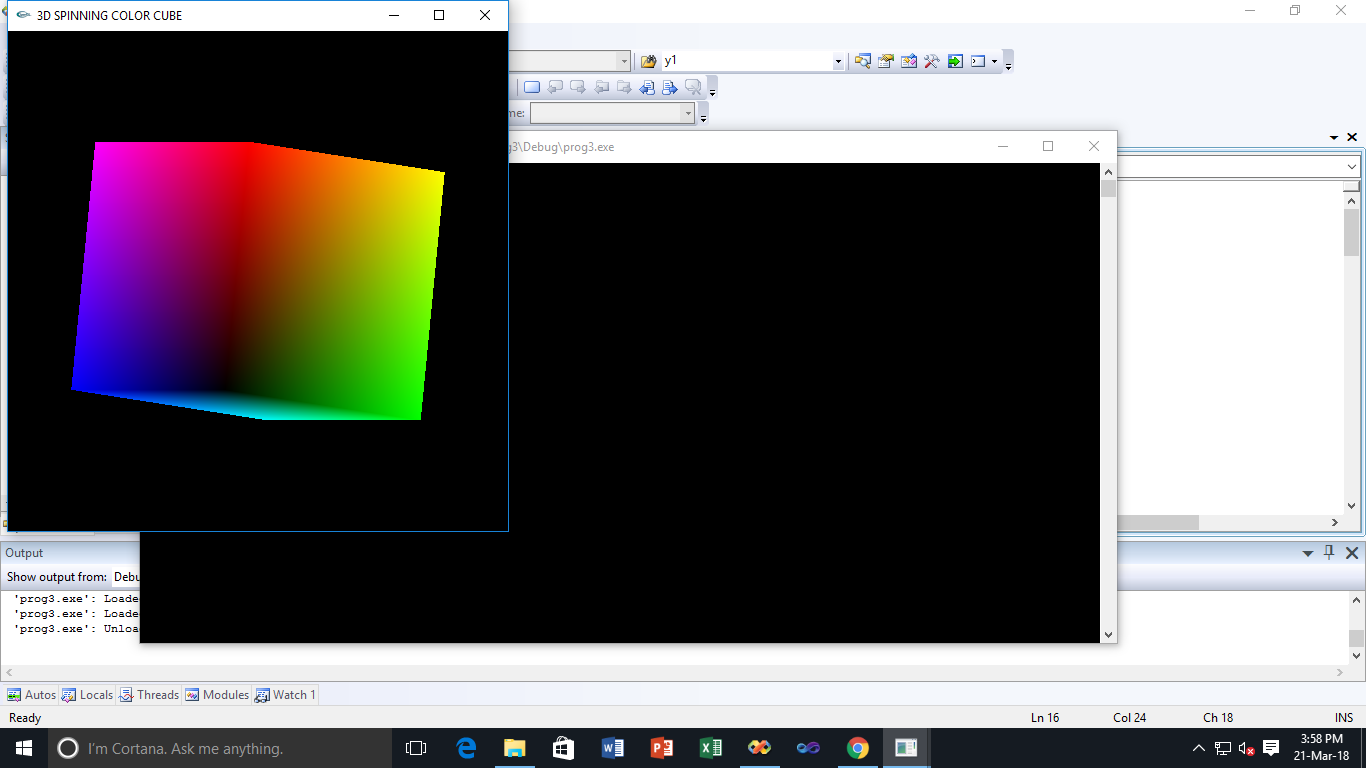 3D SPINNING COLOR CUBE
y1
me:
g3\Debug\prog3.exe
Output
Show output from: Debu
'prog3.exe': Loade
'prog3.exe': Loade
'prog3.exe': Unloa
Autos Locals Threads Modules Watch 1
Ready Ln 16 Col 24 Ch 18 INS
I'm Cortana. Ask me anything.
3:58 PM
21-Mar-18